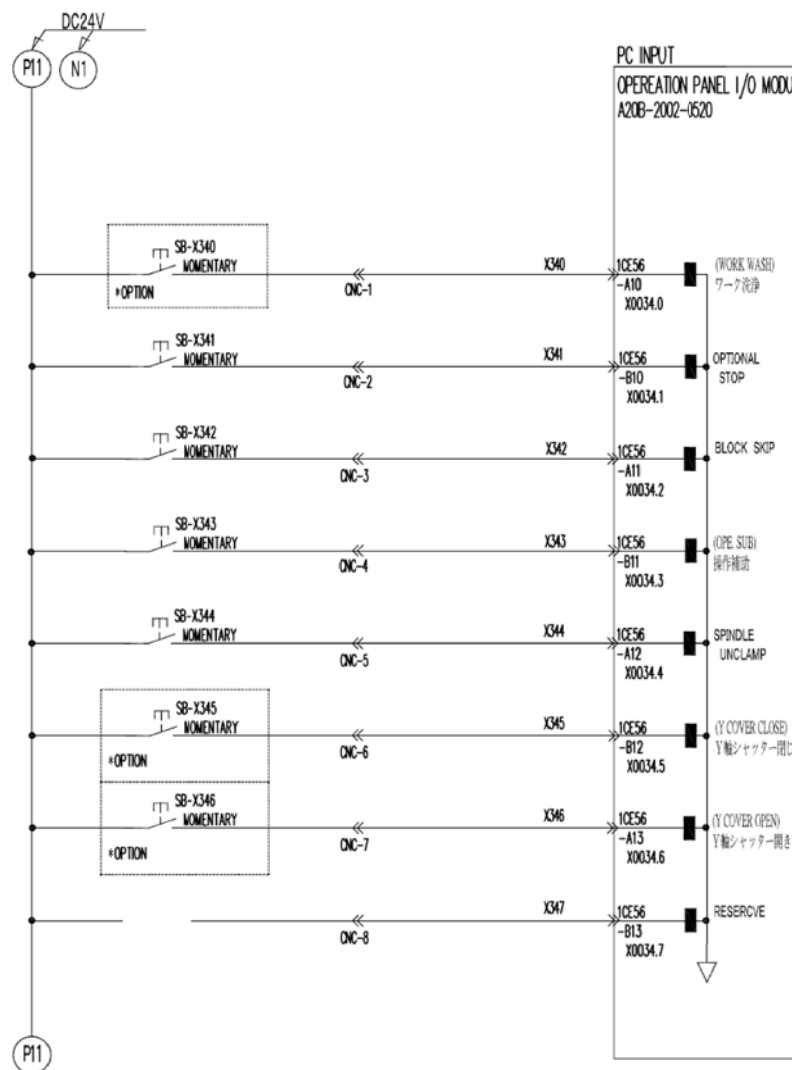 DC24V
P11
N1
PC INPUT
OPEREATION PANEL I/O MODU
A20B-2002-0520
SB-X340
MOMENTARY
*OPTION
CNC-1
X340
1CE56
-A10
X0034.0
(WORK WASH)
ワーク洗浄
SB-X341
MOMENTARY
CNC-2
X341
1CE56
-B10
X0034.1
OPTIONAL
STOP
SB-X342
MOMENTARY
CNC-3
X342
1CE56
-A11
X0034.2
BLOCK SKIP
SB-X343
MOMENTARY
CNC-4
X343
1CE56
-B11
X0034.3
(OPE. SUB)
操作補助
SB-X344
MOMENTARY
CNC-5
X344
1CE56
-A12
X0034.4
SPINDLE
UNCLAMP
SB-X345
MOMENTARY
*OPTION
CNC-6
X345
1CE56
-B12
X0034.5
(Y COVER CLOSE)
Y軸シャッター閉じ
SB-X346
MOMENTARY
*OPTION
CNC-7
X346
1CE56
-A13
X0034.6
(Y COVER OPEN)
Y軸シャッター開き
CNC-8
X347
1CE56
-B13
X0034.7
RESERCVE
P11